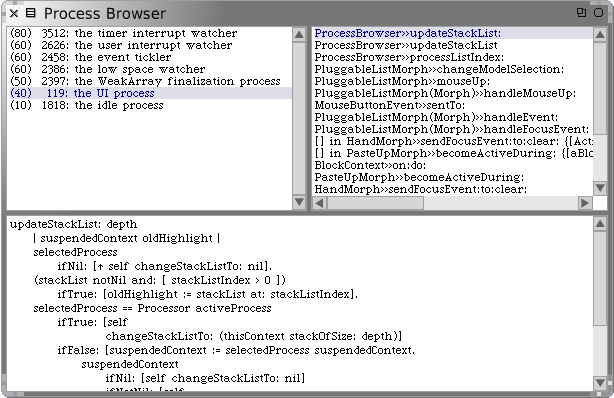 Process Browser
(80) 3512: the timer interrupt watcher
(60) 2626: the user interrupt watcher
(60) 2458: the event tickler
(60) 2386: the low space watcher
(50) 2397: the WeakArray finalization process
(40) 119: the UI process
(10) 1818: the idle process
ProcessBrowser»updateStackList:
ProcessBrowser»updateStackList
ProcessBrowser»processListIndex:
PluggableListMorph»changeModelSelection:
PluggableListMorph»mouseUp:
PluggableListMorph(Morph)»handleMouseUp:
MouseButtonEvent»sentTo:
PluggableListMorph(Morph)»handleEvent:
PluggableListMorph(Morph)»handleFocusEvent:
[] in HandMorph»sendFocusEvent:to:clear: {[Act
[] in PasteUpMorph»becomeActiveDuring: {[aBlo
BlockContext»on:do:
PasteUpMorph»becomeActiveDuring:
HandMorph»sendFocusEvent:to:clear:
updateStackList: depth
| suspendedContext oldHighlight |
selectedProcess
ifNil: [↑ self changeStackListTo: nil].
(stackList notNil and: [ stackListIndex > 0 ])
ifTrue: [oldHighlight := stackList at: stackListIndex].
selectedProcess == Processor activeProcess
ifTrue: [self
changeStackListTo: (thisContext stackOfSize: depth)]
ifFalse: [suspendedContext := selectedProcess suspendedContext.
suspendedContext
ifNil: [self changeStackListTo: nil]
ifNotNil: [self